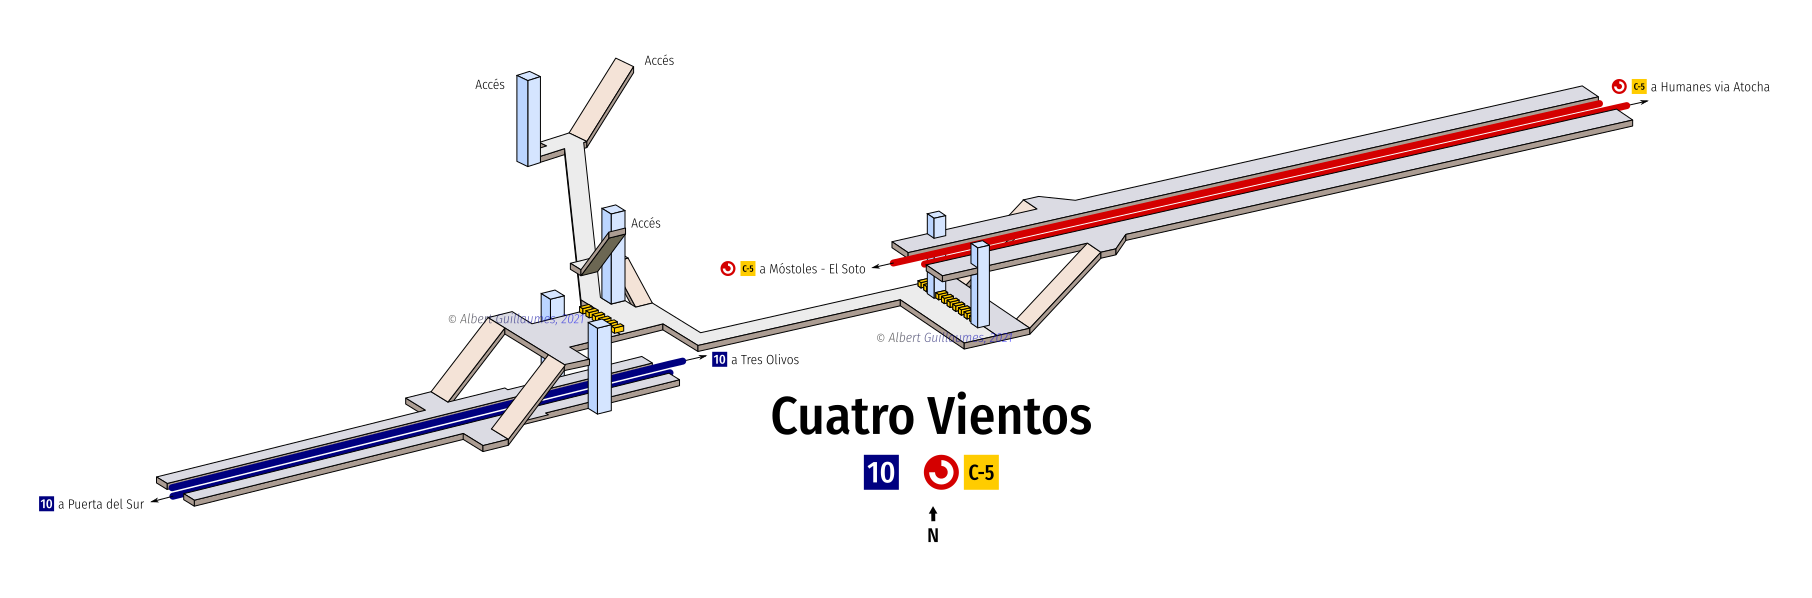 Accés
Accés
C-5 a Humanes via Atocha
Accés
C-5 a Móstoles - El Soto
© Albert Guillaumes, 2021
© Albert Guillaumes, 2021
10 a Tres Olivos
Cuatro Vientos
10 C-5
10 a Puerta del Sur
N